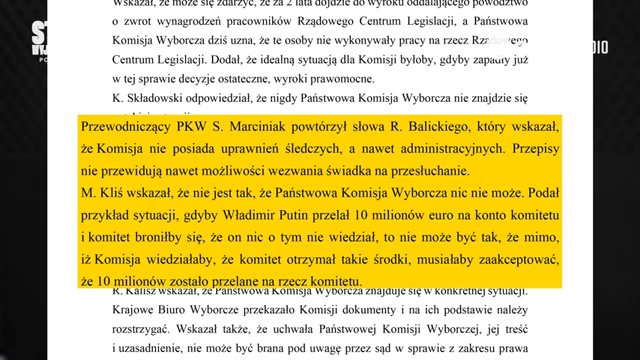 Wskazał, że może się zdarzyć, że za 2 lata dojdzie do wyroku oddalającego powództwo
o zwrot wynagrodzeń pracowników Rządowego Centrum Legislacji, a Państwowa
Komisja Wyborcza dziś uzna, że te osoby nie wykonywały pracy na rzecz Rządowego
Centrum Legislacji. Dodał, że idealną sytuacją dla Komisji byłoby, gdyby zapadły już
w tej sprawie decyzje ostateczne, wyroki prawomocne.
K. Składowski odpowiedział, że nigdy Państwowa Komisja Wyborcza nie znajdzie się
Przewodniczący PKW S. Marciniak powtórzył słowa R. Balickiego, który wskazał,
że Komisja nie posiada uprawnień śledczych, a nawet administracyjnych. Przepisy
nie przewidują nawet możliwości wezwania świadka na przesłuchanie.
M. Kliś wskazał, że nie jest tak, że Państwowa Komisja Wyborcza nic nie może. Podał
przykład sytuacji, gdyby Władimir Putin przelał 10 milionów euro na konto komitetu
i komitet broniłby się, że on nic o tym nie wiedział, to nie może być tak, że mimo,
iż Komisja wiedziałaby, że komitet otrzymał takie środki, musiałaby zaakceptować,
że 10 milionów zostało przelane na rzecz komitetu.
R. Kalisz wskazał, że Państwowa Komisja Wyborcza znajduje się w konkretnej sytuacji.
Krajowe Biuro Wyborcze przekazało Komisji dokumenty i na ich podstawie należy
rozstrzygać. Wskazał także, że uchwała Państwowej Komisji Wyborczej, jej treść
i uzasadnienie, nie może być brana pod uwagę przez sąd w sprawie z zakresu prawa